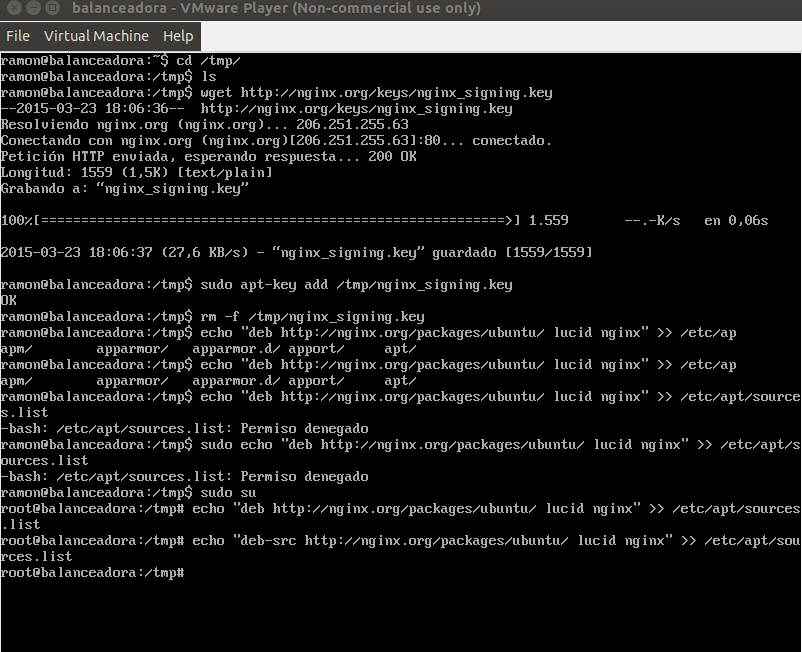 balanceadora - VMware Player (Non-commercial use only)
File Virtual Machine Help
ramon@balanceadora:~$ cd /tmp/
ramon@balanceadora:/tmp$ ls
ramon@balanceadora:/tmp$ wget http://nginx.org/keys/nginx_signing.key
--2015-03-23 18:06:36--  http://nginx.org/keys/nginx_signing.key
Resolviendo nginx.org (nginx.org)... 206.251.255.63
Conectando con nginx.org (nginx.org)[206.251.255.63]:80... conectado.
Petición HTTP enviada, esperando respuesta... 200 OK
Longitud: 1559 (1,5K) [text/plain]
Grabando a: “nginx_signing.key”
100%[==========================================================>] 1.559       --.-K/s   en 0,06s
2015-03-23 18:06:37 (27,6 KB/s) - “nginx_signing.key” guardado [1559/1559]
ramon@balanceadora:/tmp$ sudo apt-key add /tmp/nginx_signing.key
OK
ramon@balanceadora:/tmp$ rm -f /tmp/nginx_signing.key
ramon@balanceadora:/tmp$ echo "deb http://nginx.org/packages/ubuntu/ lucid nginx" >> /etc/ap
apm/        apparmor/   apparmor.d/ apport/     apt/
ramon@balanceadora:/tmp$ echo "deb http://nginx.org/packages/ubuntu/ lucid nginx" >> /etc/ap
apm/        apparmor/   apparmor.d/ apport/     apt/
ramon@balanceadora:/tmp$ echo "deb http://nginx.org/packages/ubuntu/ lucid nginx" >> /etc/apt/source
s.list
-bash: /etc/apt/sources.list: Permiso denegado
ramon@balanceadora:/tmp$ sudo echo "deb http://nginx.org/packages/ubuntu/ lucid nginx" >> /etc/apt/s
ources.list
-bash: /etc/apt/sources.list: Permiso denegado
ramon@balanceadora:/tmp$ sudo su
root@balanceadora:/tmp# echo "deb http://nginx.org/packages/ubuntu/ lucid nginx" >> /etc/apt/sources
.list
root@balanceadora:/tmp# echo "deb-src http://nginx.org/packages/ubuntu/ lucid nginx" >> /etc/apt/sou
rces.list
root@balanceadora:/tmp#